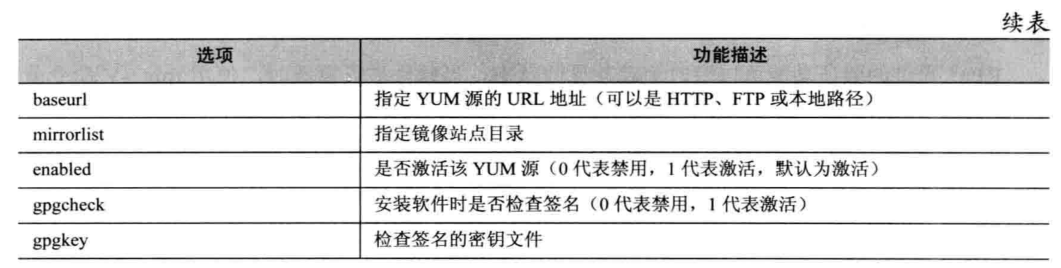 续表
选项 功能描述
baseurl 指定 YUM 源的 URL 地址（可以是 HTTP、FTP 或本地路径）
mirrorlist 指定镜像站点目录
enabled 是否激活该 YUM 源（0 代表禁用，1 代表激活，默认为激活）
gpgcheck 安装软件时是否检查签名（0 代表禁用，1 代表激活）
gpgkey 检查签名的密钥文件